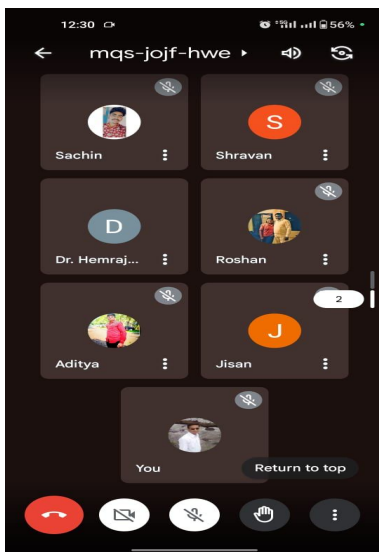 12:30 56%
mqs-jojf-hwe
S
Sachin Shravan
D
Dr. Hemraj... Roshan
2
J
Aditya Jisan
You Return to top